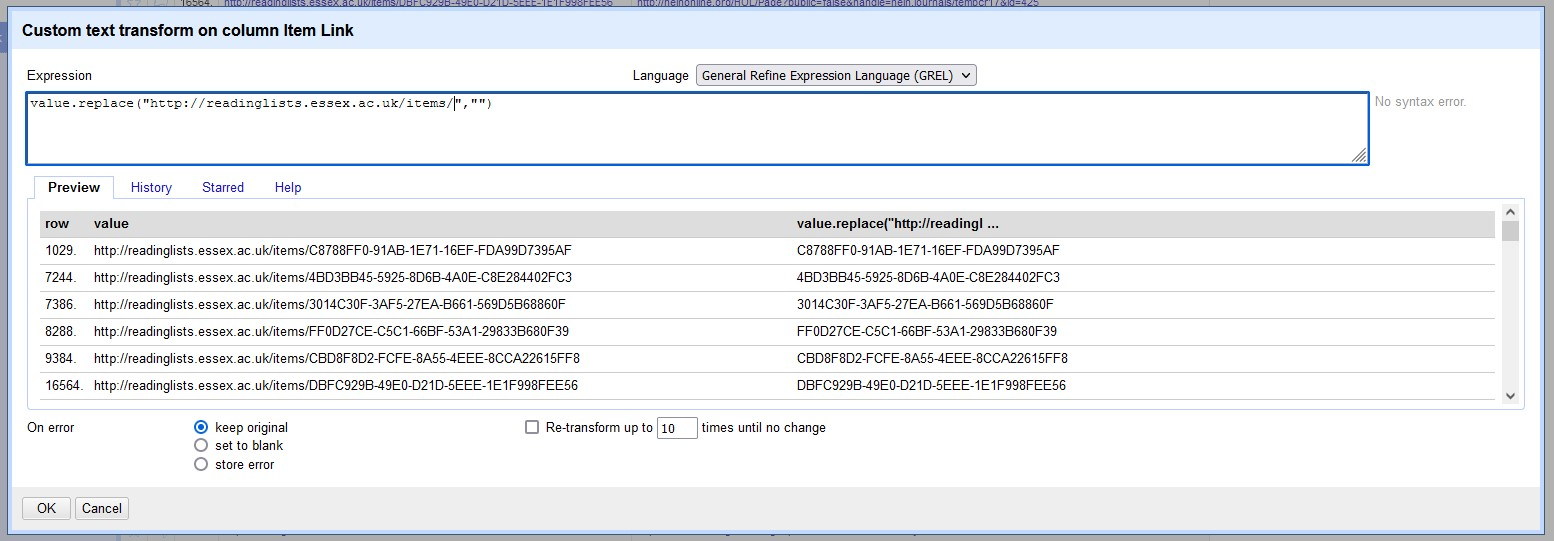 16564. http://readinglists.essex.ac.uk/items/DBFC929B-49E0-D21D-5EEE-1E1F998FEE56 http://heinonline.org/HOL/Page?public=false&handle=hein.journals/tembcr17&id=425
Custom text transform on column Item Link
Expression Language General Refine Expression Language (GREL)
value.replace("http://readinglists.essex.ac.uk/items/","") No syntax error.
Preview History Starred Help
row value value.replace("http://readingl ...
1029. http://readinglists.essex.ac.uk/items/C8788FF0-91AB-1E71-16EF-FDA99D7395AF C8788FF0-91AB-1E71-16EF-FDA99D7395AF
7244. http://readinglists.essex.ac.uk/items/4BD3BB45-5925-8D6B-4A0E-C8E284402FC3 4BD3BB45-5925-8D6B-4A0E-C8E284402FC3
7386. http://readinglists.essex.ac.uk/items/3014C30F-3AF5-27EA-B661-569D5B68860F 3014C30F-3AF5-27EA-B661-569D5B68860F
8288. http://readinglists.essex.ac.uk/items/FF0D27CE-C5C1-66BF-53A1-29833B680F39 FF0D27CE-C5C1-66BF-53A1-29833B680F39
9384. http://readinglists.essex.ac.uk/items/CBD8F8D2-FCFE-8A55-4EEE-8CCA22615FF8 CBD8F8D2-FCFE-8A55-4EEE-8CCA22615FF8
16564. http://readinglists.essex.ac.uk/items/DBFC929B-49E0-D21D-5EEE-1E1F998FEE56 DBFC929B-49E0-D21D-5EEE-1E1F998FEE56
On error keep original Re-transform up to 10 times until no change
set to blank
store error
OK Cancel